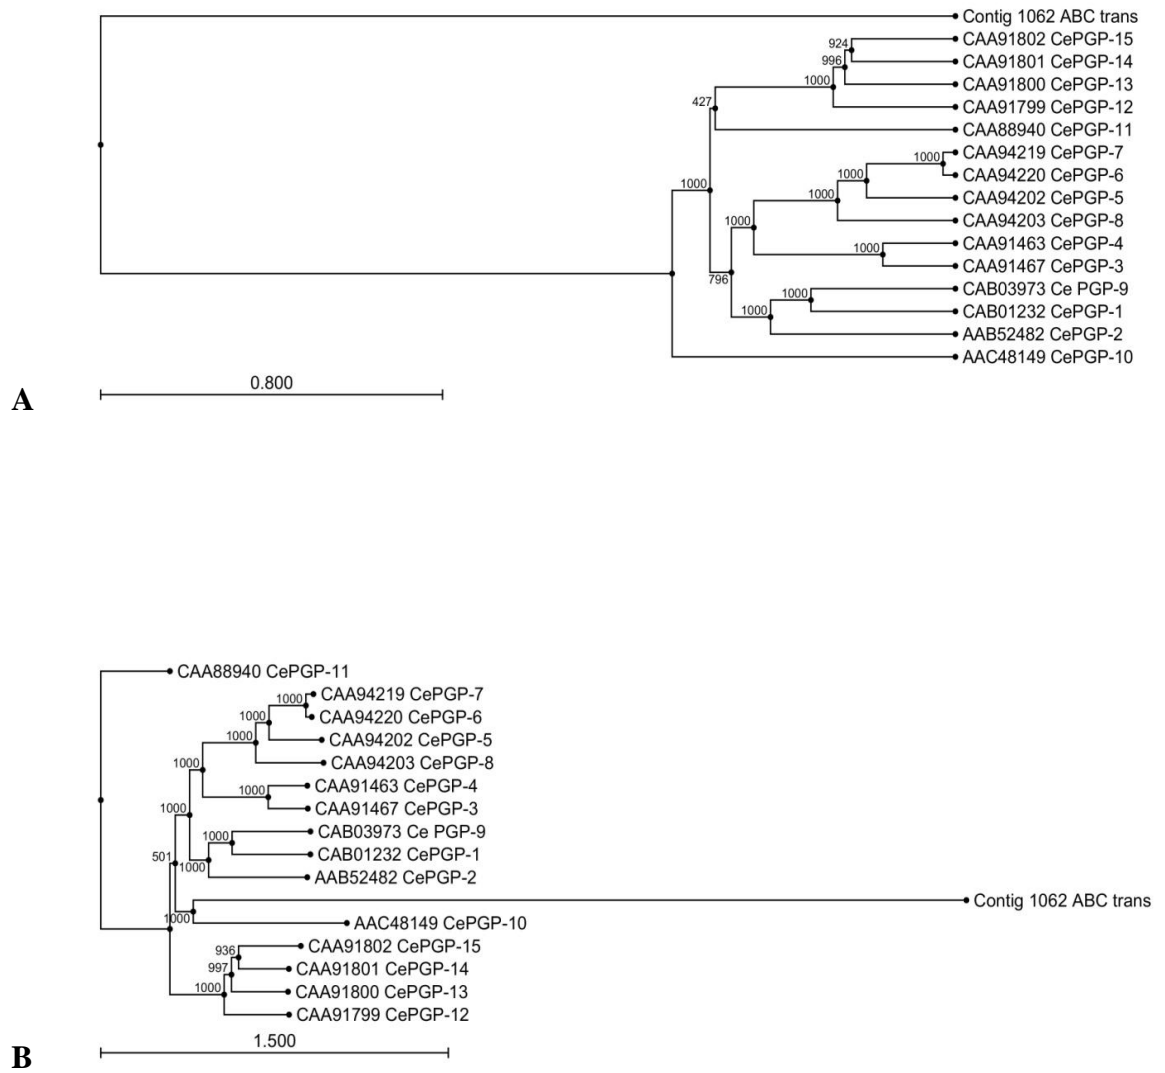 Contig 1062 ABC trans
924 CAA91802 CePGP-15
996 CAA91801 CePGP-14
1000 CAA91800 CePGP-13
427 CAA91799 CePGP-12
CAA88940 CePGP-11
1000 CAA94219 CePGP-7
1000 CAA94220 CePGP-6
1000 1000 CAA94202 CePGP-5
1000 CAA94203 CePGP-8
1000 CAA91463 CePGP-4
796 CAA91467 CePGP-3
1000 CAB03973 Ce PGP-9
1000 CAB01232 CePGP-1
AAB52482 CePGP-2
AAC48149 CePGP-10
0.800
A
CAA88940 CePGP-11
1000 CAA94219 CePGP-7
1000 CAA94220 CePGP-6
1000 CAA94202 CePGP-5
1000 CAA94203 CePGP-8
1000 CAA91463 CePGP-4
1000 CAA91467 CePGP-3
1000 CAB03973 Ce PGP-9
501 CAB01232 CePGP-1
1000 AAB52482 CePGP-2
Contig 1062 ABC trans
1000 AAC48149 CePGP-10
936 CAA91802 CePGP-15
997 CAA91801 CePGP-14
1000 CAA91800 CePGP-13
CAA91799 CePGP-12
1.500
B